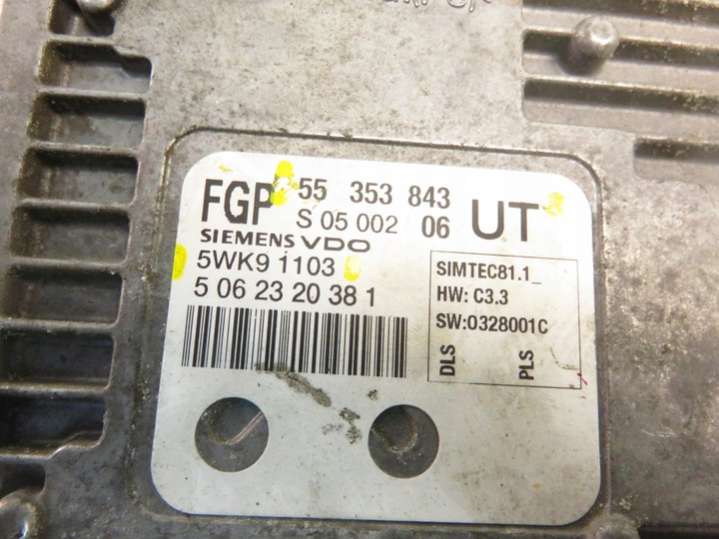 FGP 55 353 843
S 05 002 06 UT
SIEMENS VDO
5WK9 1103
5 06 23 20 38 1
SIMTEC81.1_
HW: C3.3
SW:0328001C
DLS PLS